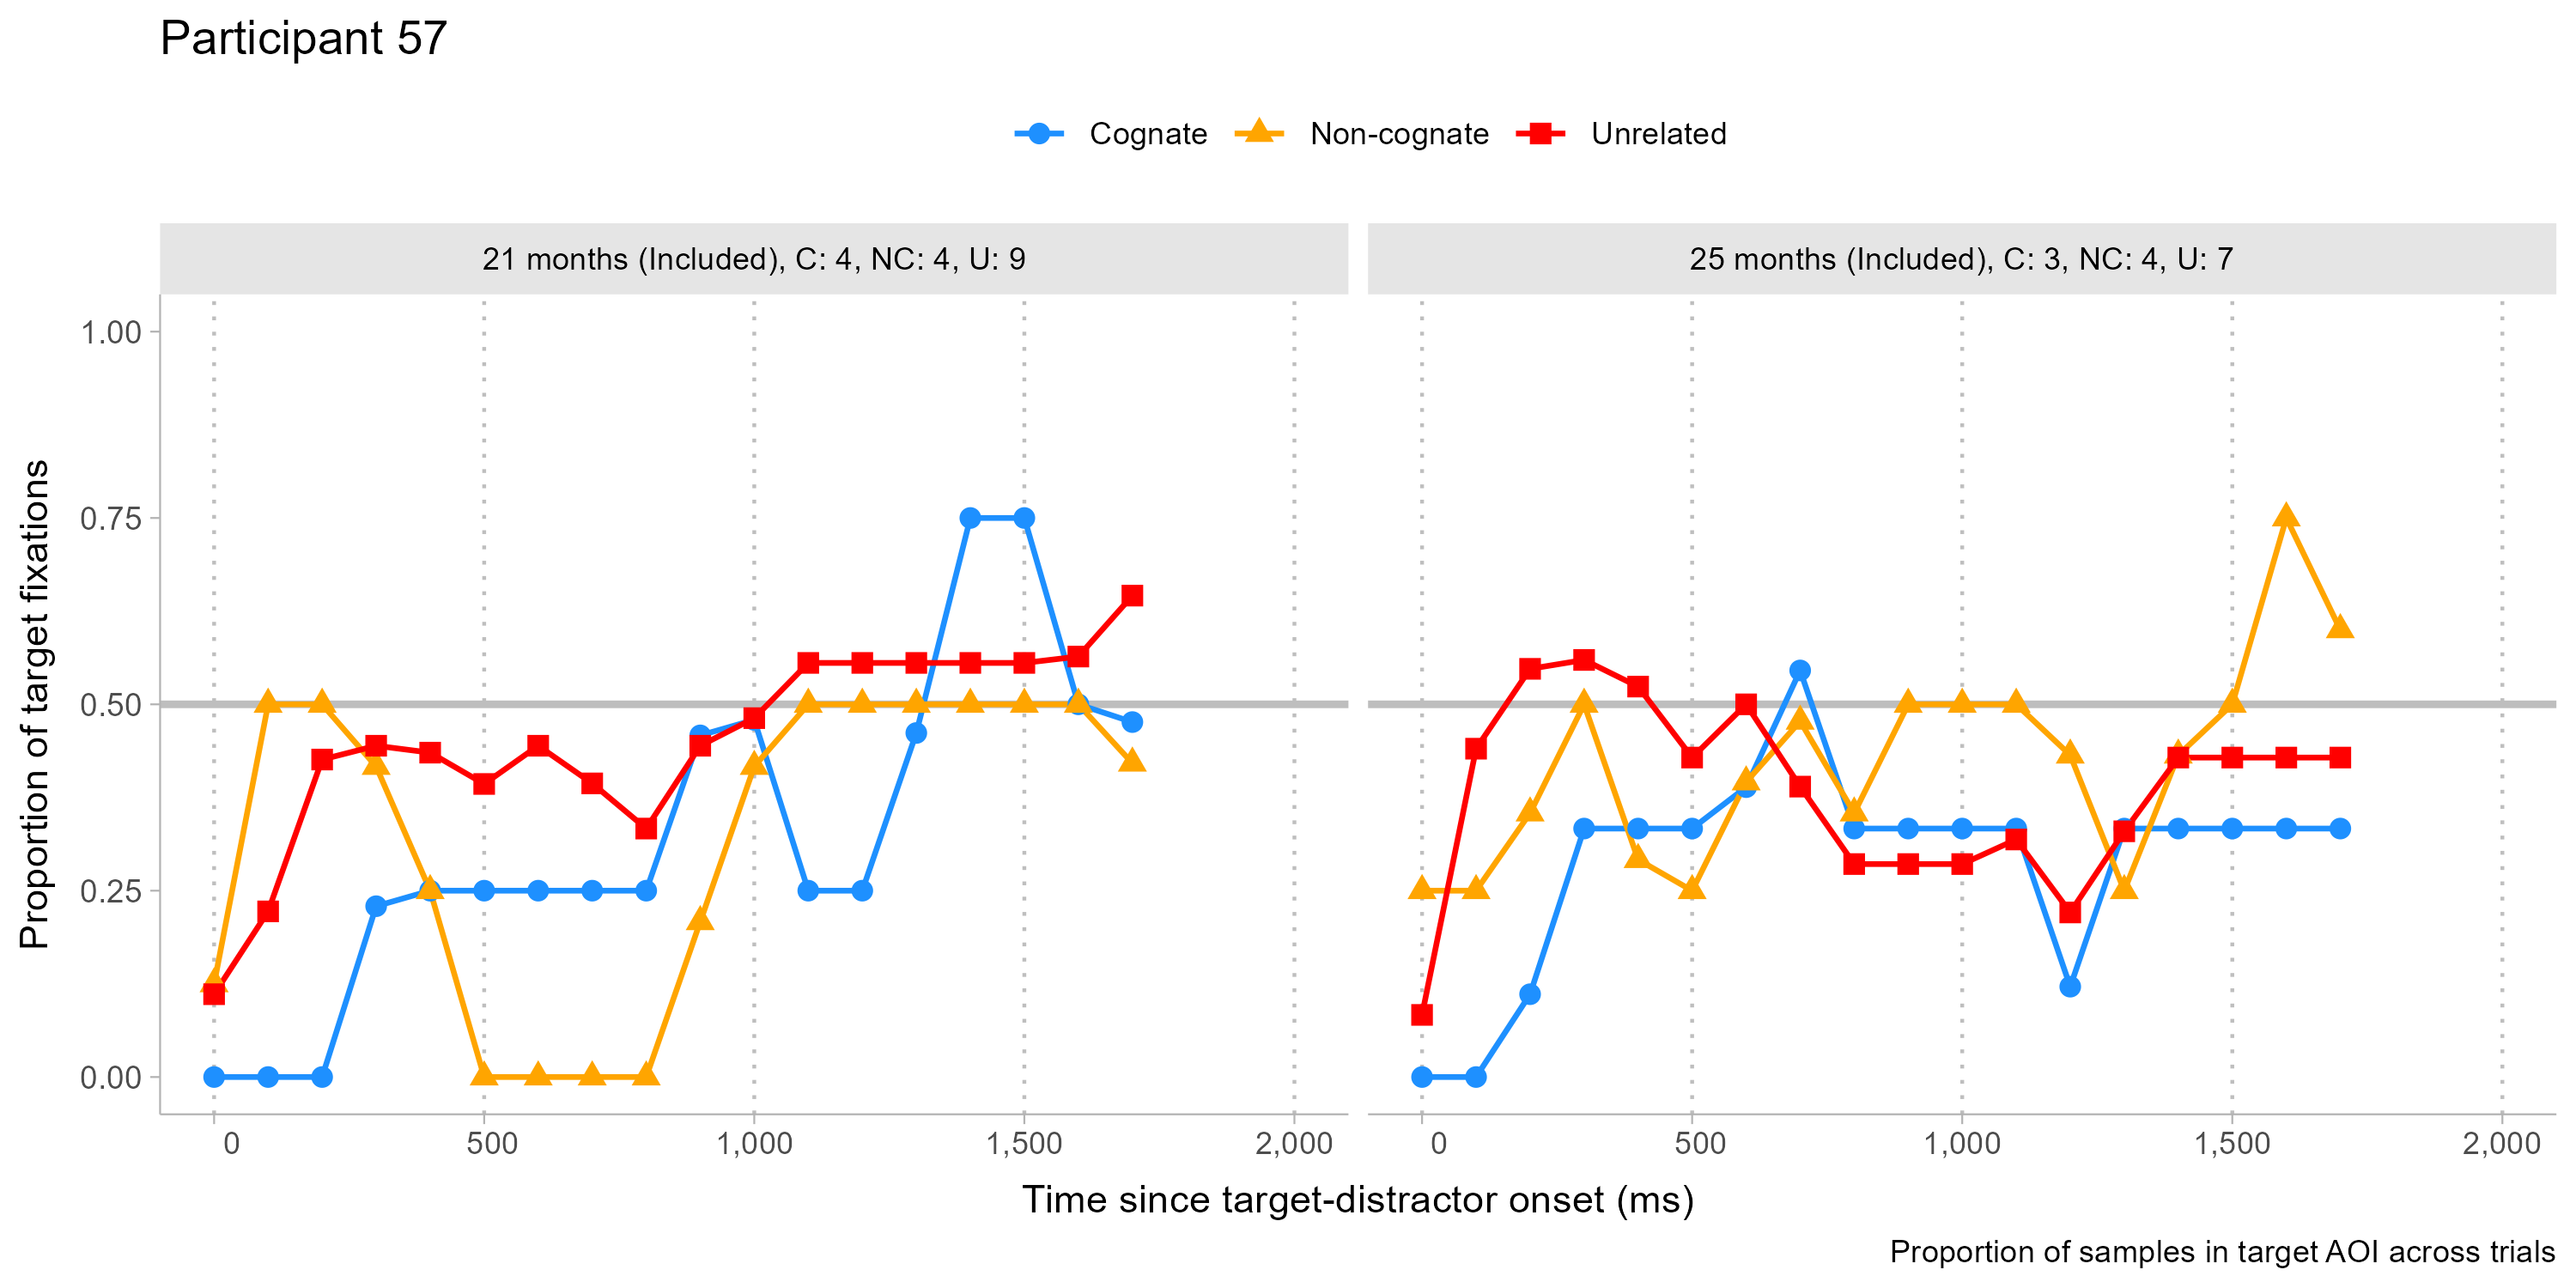 Participant 57
Cognate Non-cognate Unrelated
21 months (Included), C: 4, NC: 4, U: 9
25 months (Included), C: 3, NC: 4, U: 7
Proportion of target fixations
1.00
0.75
0.50
0.25
0.00
0 500 1,000 1,500 2,000
0 500 1,000 1,500 2,000
Time since target-distractor onset (ms)
Proportion of samples in target AOI across trials